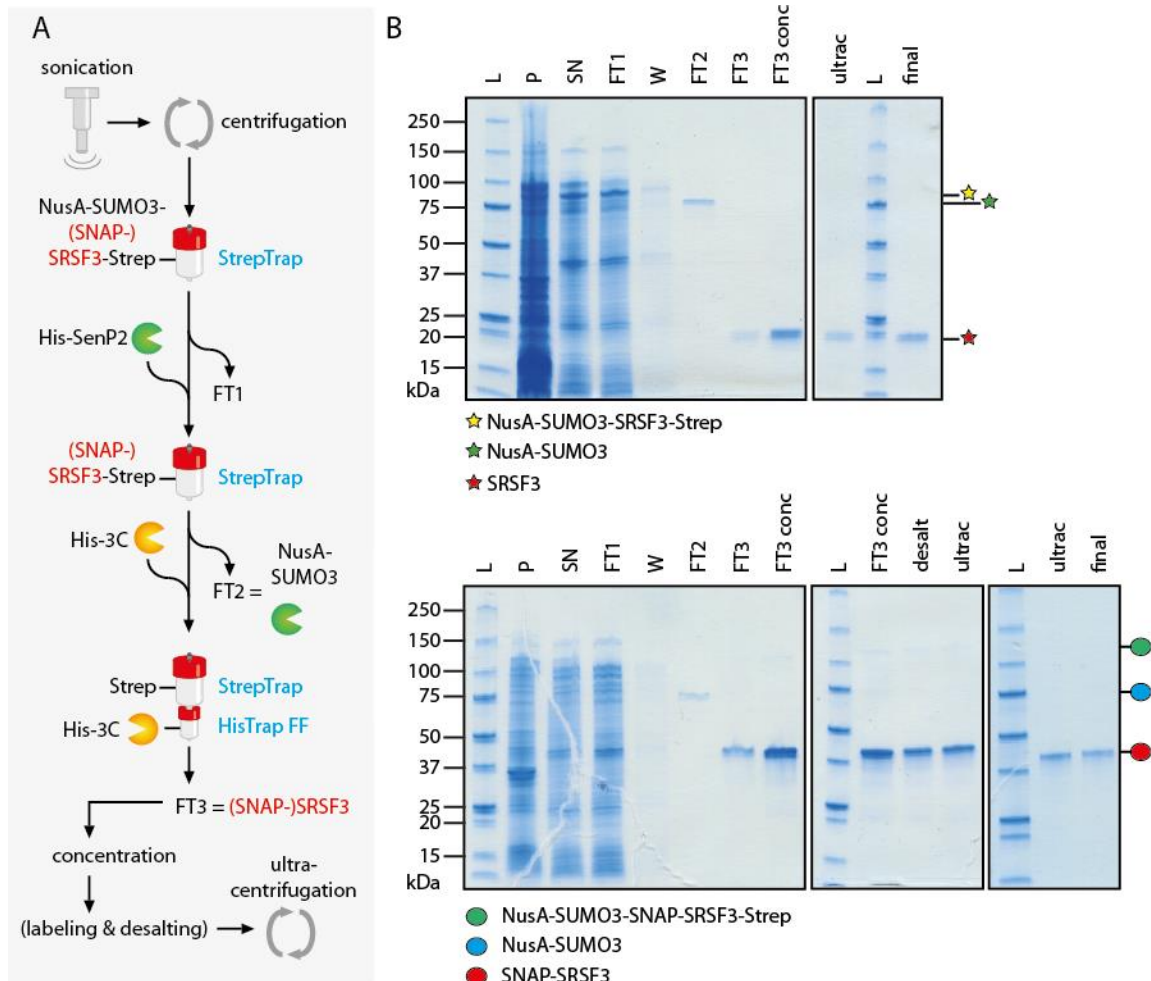 A
sonication
centrifugation
NusA-SUMO3-
(SNAP-)
SRSF3-Strep
StrepTrap
His-SenP2
FT1
(SNAP-)
SRSF3-Strep
StrepTrap
His-3C
NusA-
SUMO3
FT2 =
Strep
StrepTrap
His-3C
HisTrap FF
FT3 = (SNAP-)SRSF3
concentration
ultra-
centrifugation
(labeling & desalting)
B
L P SN FT1 W FT2 FT3 FT3 conc ultrac L final
250
150
100
75
50
37
25
20
15
kDa
NusA-SUMO3-SRSF3-Strep
NusA-SUMO3
SRSF3
L P SN FT1 W FT2 FT3 FT3 conc L FT3 conc desalt ultrac L ultrac final
250
150
100
75
50
37
25
20
15
kDa
NusA-SUMO3-SNAP-SRSF3-Strep
NusA-SUMO3
SNAP-SRSF3